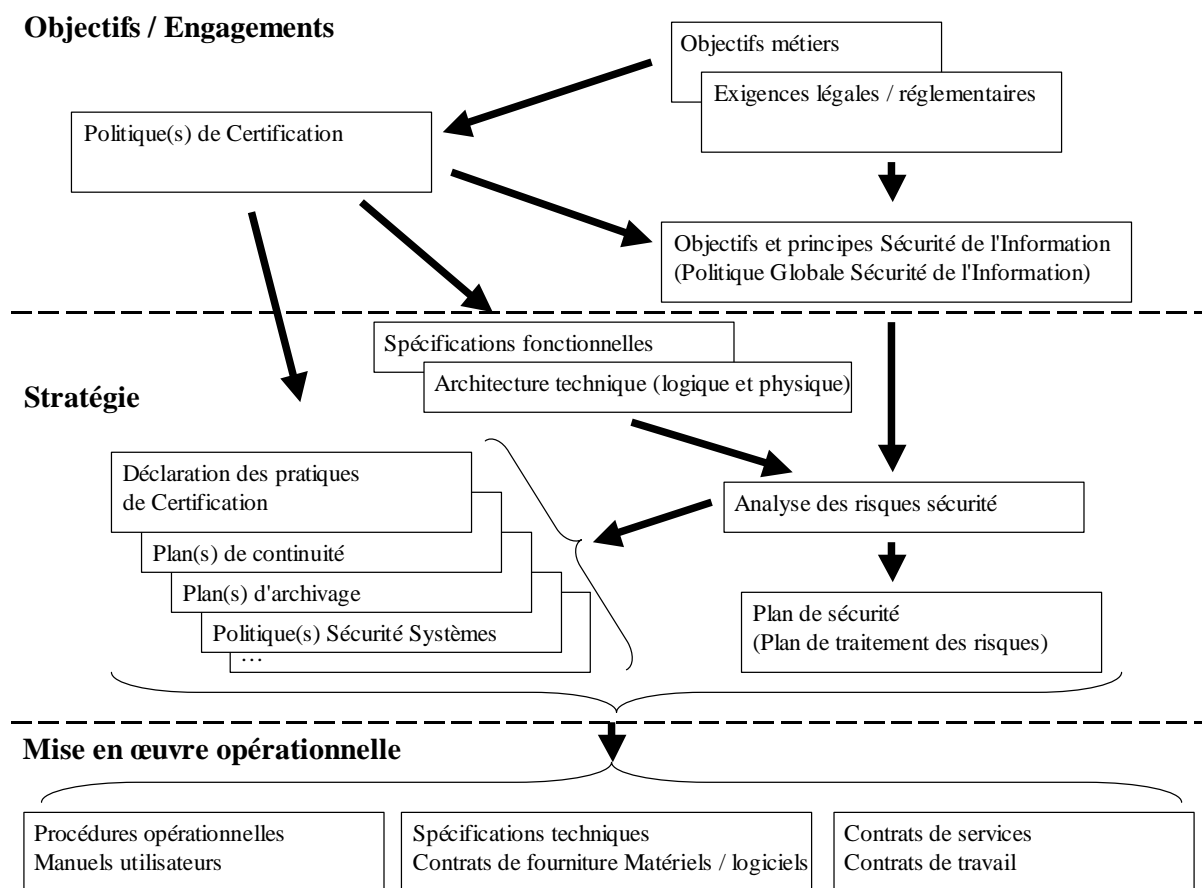 Objectifs / Engagements
Objectifs métiers
Exigences légales / réglementaires
Politique(s) de Certification
Objectifs et principes Sécurité de l'Information
(Politique Globale Sécurité de l'Information)
Spécifications fonctionnelles
Architecture technique (logique et physique)
Stratégie
Déclaration des pratiques
de Certification
Plan(s) de continuité
Plan(s) d'archivage
Politique(s) Sécurité Systèmes
…
Analyse des risques sécurité
Plan de sécurité
(Plan de traitement des risques)
Mise en œuvre opérationnelle
Procédures opérationnelles
Manuels utilisateurs
Spécifications techniques
Contrats de fourniture Matériels / logiciels
Contrats de services
Contrats de travail